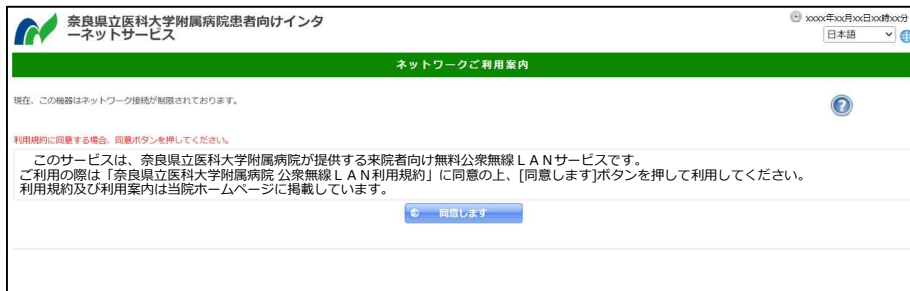 奈良県立医科大学附属病院患者向けインタ
ーネットサービス
xxxx年xx月xx日xx時xx分
日本語
ネットワークご利用案内
現在、この機器はネットワーク接続が制限されております。
?
利用規約に同意する場合、同意ボタンを押してください。
このサービスは、奈良県立医科大学附属病院が提供する来院者向け無料公衆無線ＬＡＮサービスです。
ご利用の際は「奈良県立医科大学附属病院 公衆無線ＬＡＮ利用規約」に同意の上、[同意します]ボタンを押して利用してください。
利用規約及び利用案内は当院ホームページに掲載しています。
同意します